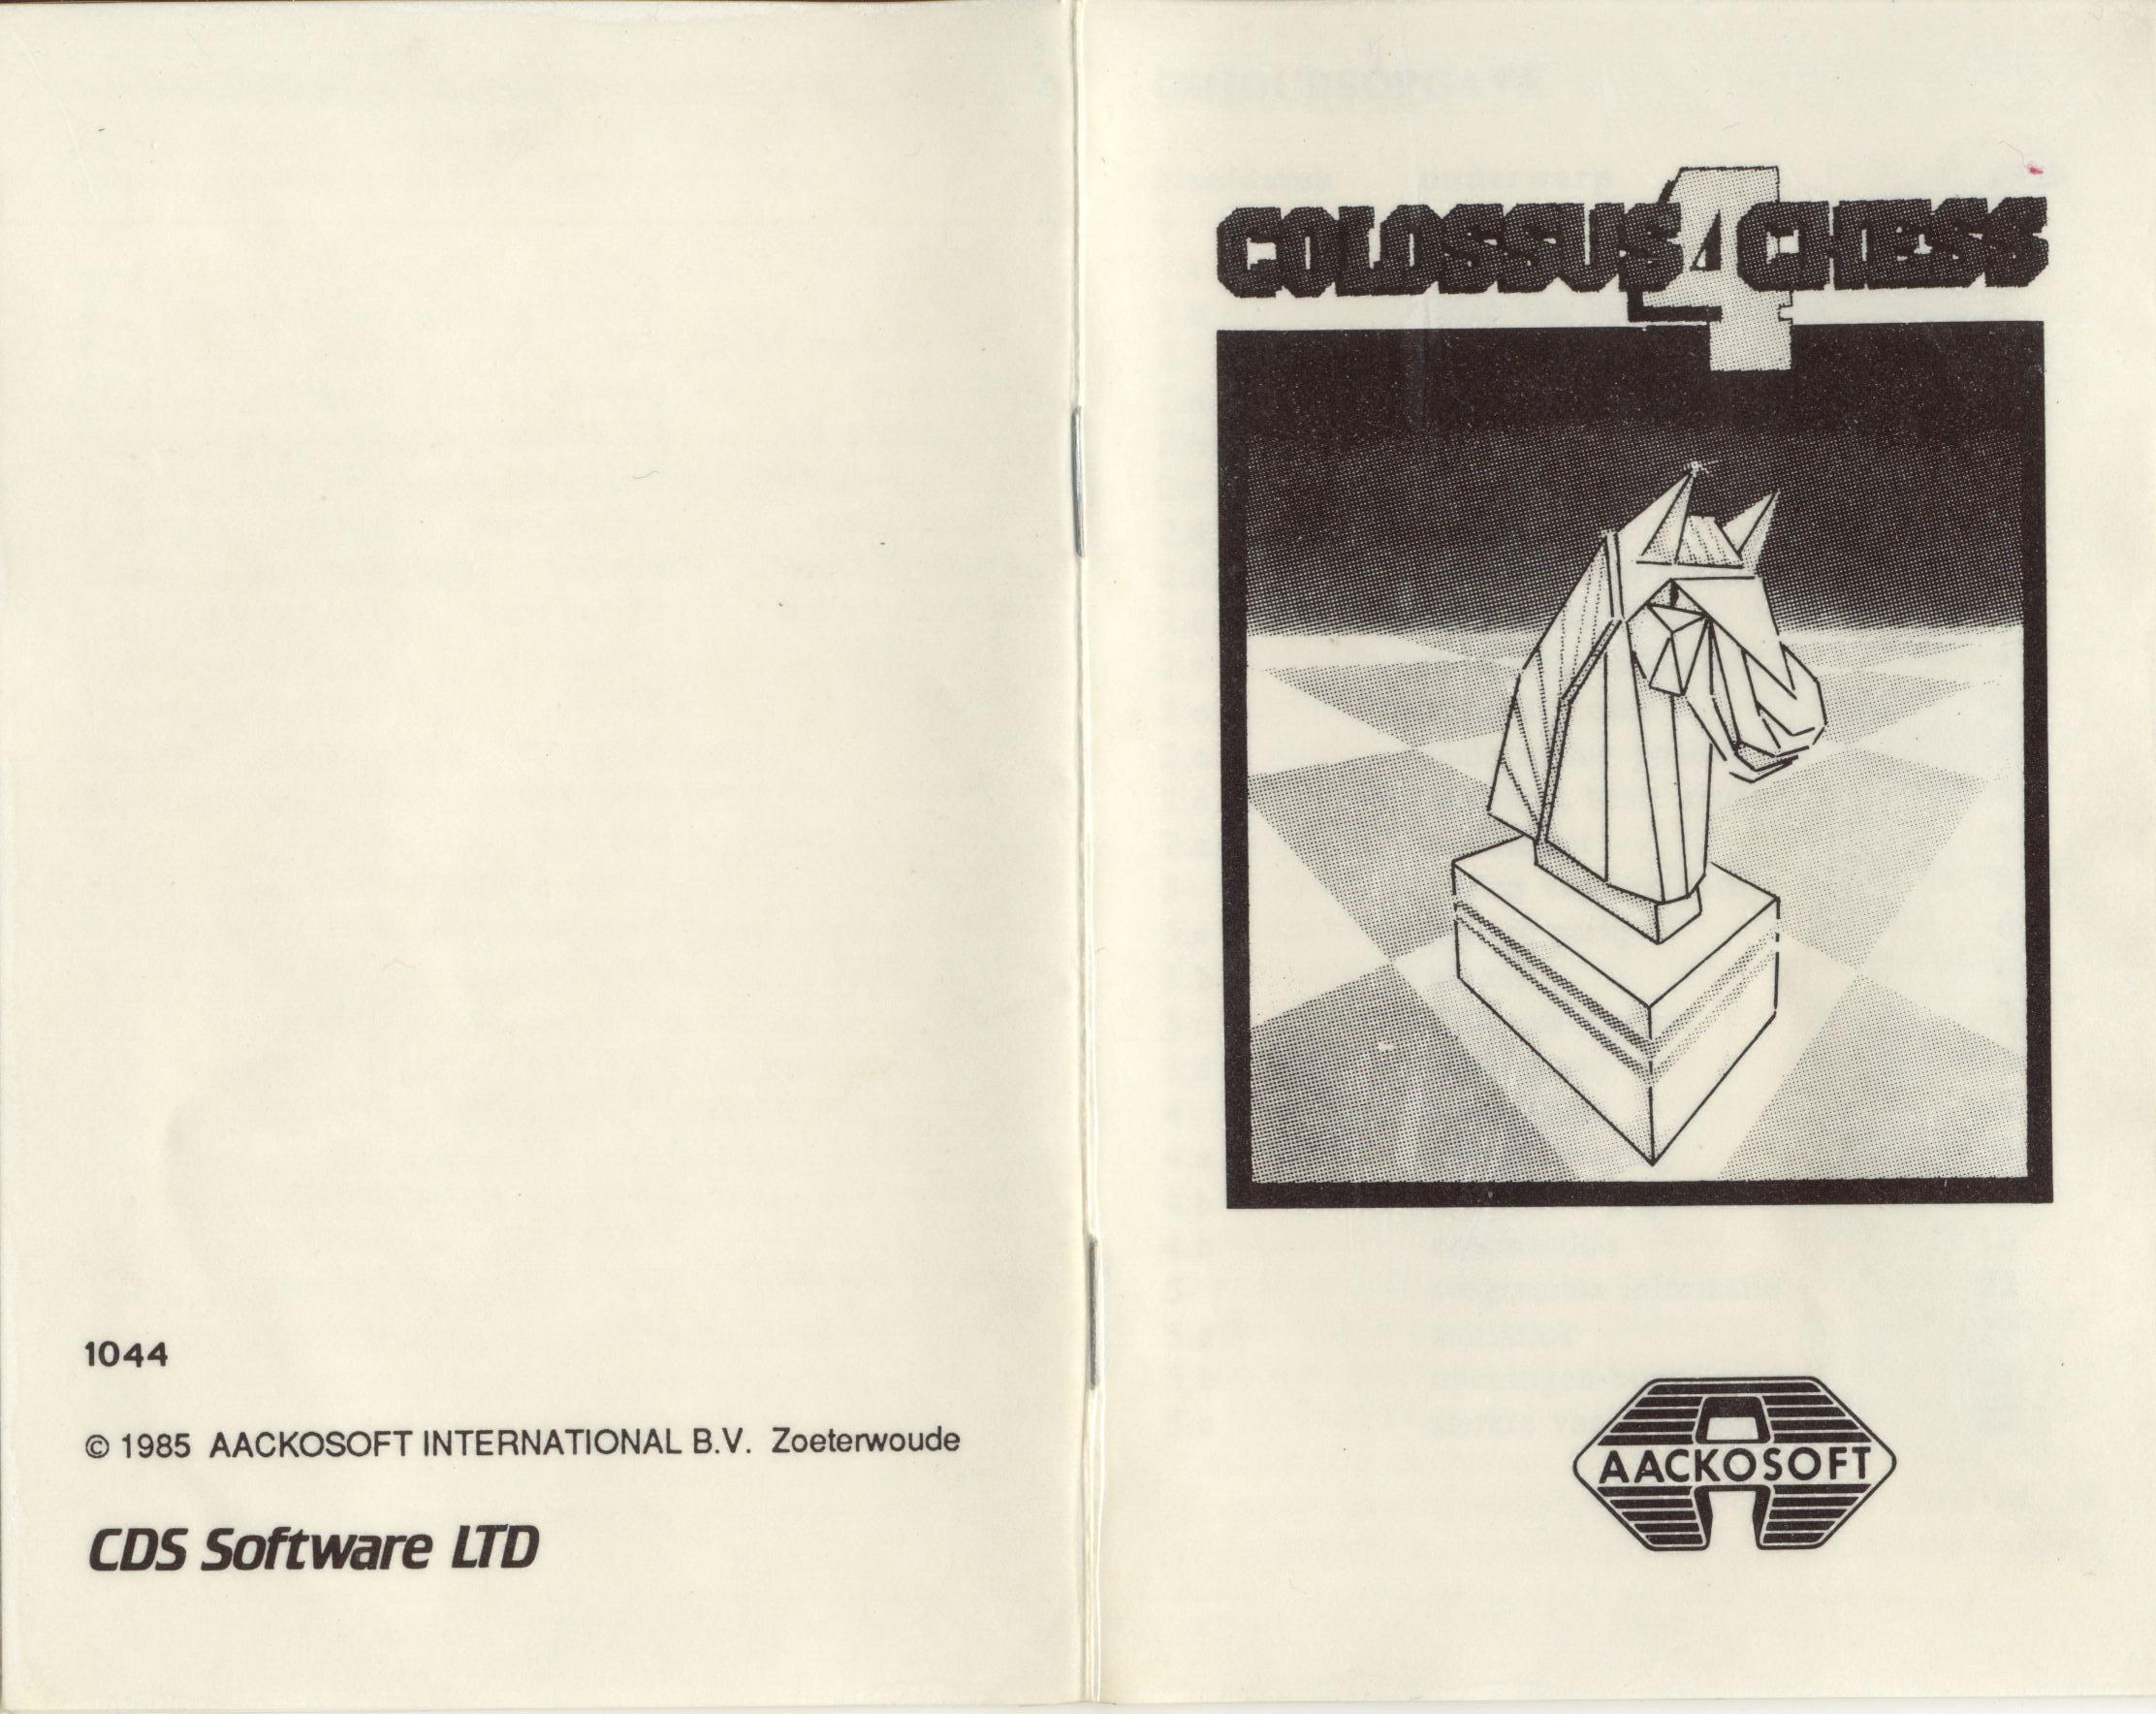 1044
© 1985 AACKOSOFT INTERNATIONAL B.V. Zoeterwoude
CDS Software LTD
COLOSSUS 4 CHESS
AACKOSOFT